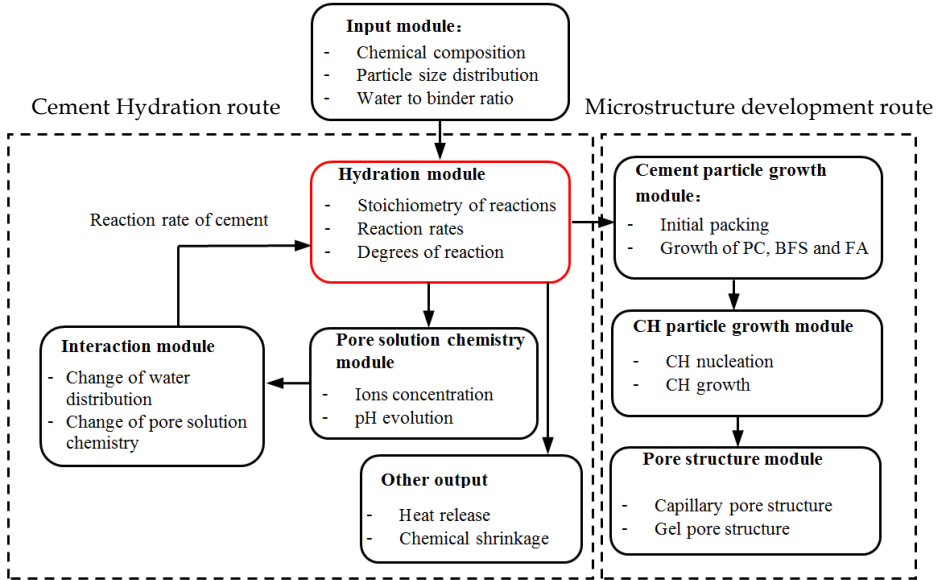 Input module：
- Chemical composition
- Particle size distribution
- Water to binder ratio
Cement Hydration route
Microstructure development route
Hydration module
- Stoichiometry of reactions
- Reaction rates
- Degrees of reaction
Reaction rate of cement
Interaction module
- Change of water
distribution
- Change of pore solution
chemistry
Pore solution chemistry
module
- Ions concentration
- pH evolution
Other output
- Heat release
- Chemical shrinkage
Cement particle growth
module：
- Initial packing
- Growth of PC, BFS and FA
CH particle growth module
- CH nucleation
- CH growth
Pore structure module
- Capillary pore structure
- Gel pore structure